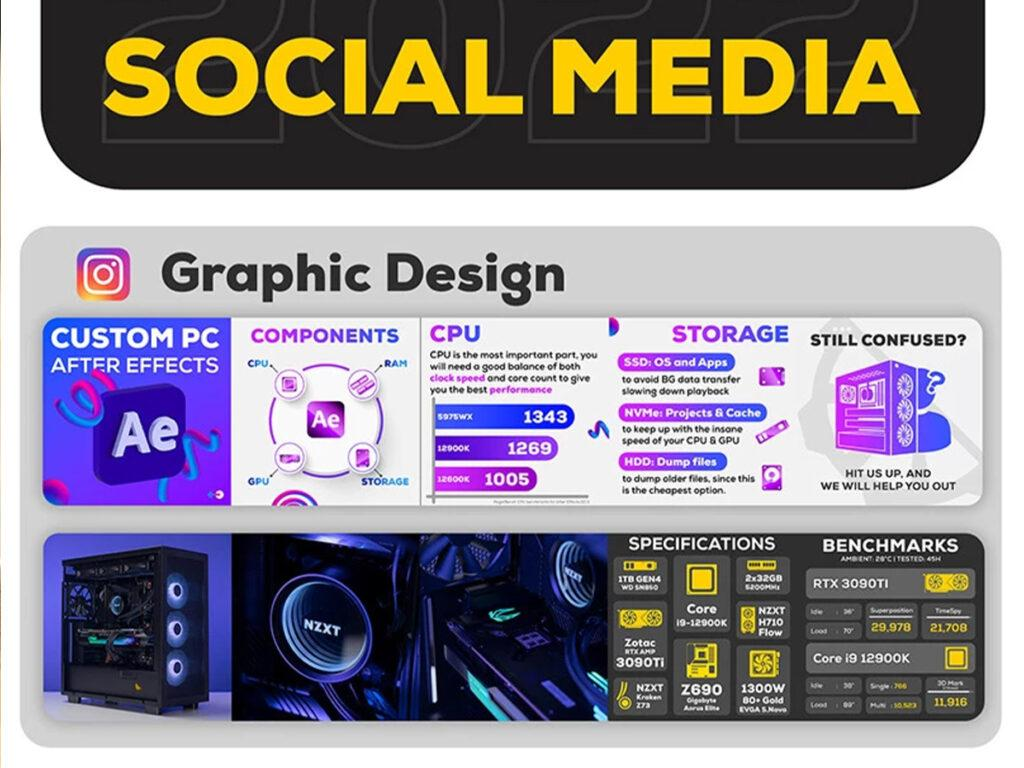 2022
SOCIAL MEDIA
Graphic Design
CUSTOM PC
AFTER EFFECTS
Ae
COMPONENTS
CPU
RAM
Ae
GPU
STORAGE
CPU
CPU is the most important part, you
will need a good balance of both
clock speed and core count to give
you the best performance
5975WX 1343
12900K 1269
12600K 1005
STORAGE
SSD: OS and Apps
to avoid BG data transfer
slowing down playback
NVMe: Projects & Cache
to keep up with the insane
speed of your CPU & GPU
HDD: Dump files
to dump older files, since this
is the cheapest option.
STILL CONFUSED?
?
HIT US UP, AND
WE WILL HELP YOU OUT
NZXT
NZXT
SPECIFICATIONS
1TB GEN4
WD SN850
Core
i9-12900K
2x32GB
5200MHz
Zotac
RTX AMP
3090Ti
NZXT
H710
Flow
NZXT
Kraken
Z73
Z690
Gigabyte
Aorus Elite
1300W
80+ Gold
EVGA S.Nova
BENCHMARKS
AMBIENT: 28°C | TESTED: 45H
RTX 3090TI
Idle : 36°
Load : 70°
Superposition
29,978
TimeSpy
21,708
Core i9 12900K
Idle : 38°
Load : 89°
Single : 766
Multi : 10,523
3D Mark
11,916